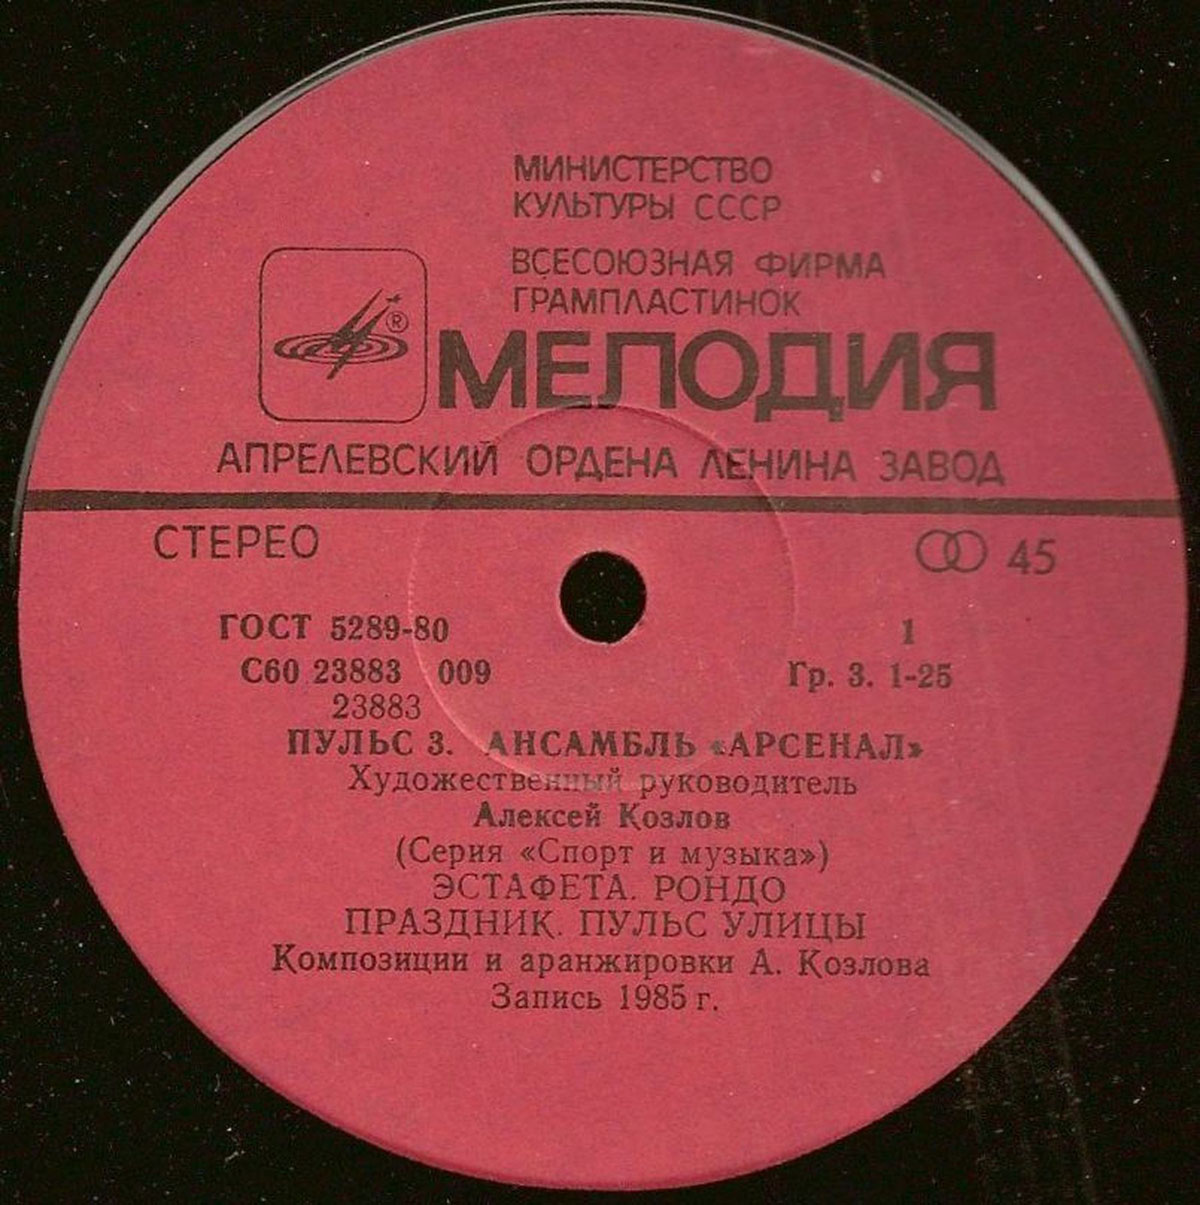 МИНИСТЕРСТВО
КУЛЬТУРЫ СССР
ВСЕСОЮЗНАЯ ФИРМА
ГРАМПЛАСТИНОК
®
МЕЛОДИЯ
АПРЕЛЕВСКИЙ ОРДЕНА ЛЕНИНА ЗАВОД
СТЕРЕО 45
ГОСТ 5289-80 1
С60 23883 009 Гр. 3. 1-25
23883
ПУЛЬС 3. АНСАМБЛЬ «АРСЕНАЛ»
Художественный руководитель
Алексей Козлов
(Серия «Спорт и музыка»)
ЭСТАФЕТА. РОНДО
ПРАЗДНИК. ПУЛЬС УЛИЦЫ
Композиции и аранжировки А. Козлова
Запись 1985 г.